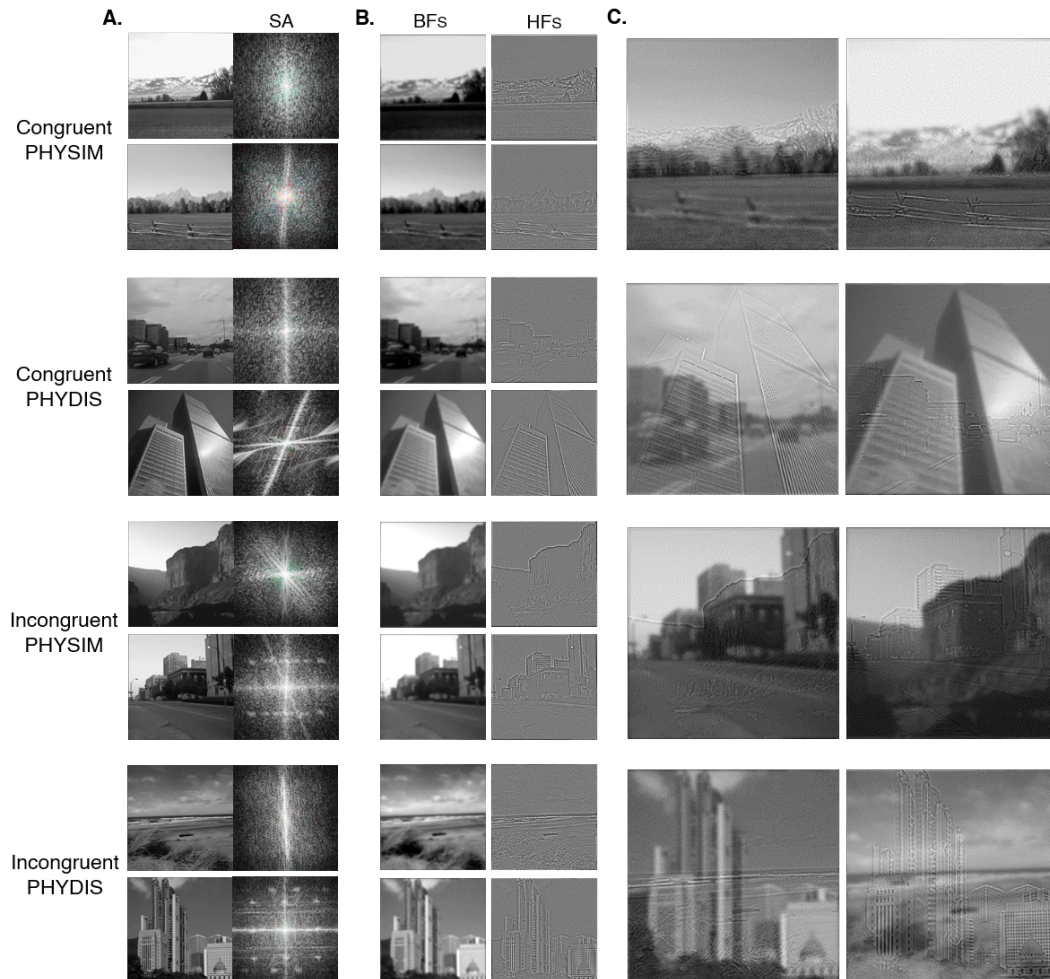 A.
SA
B.
BFs
HFs
C.
Congruent
PHYSIM
Congruent
PHYDIS
Incongruent
PHYSIM
Incongruent
PHYDIS